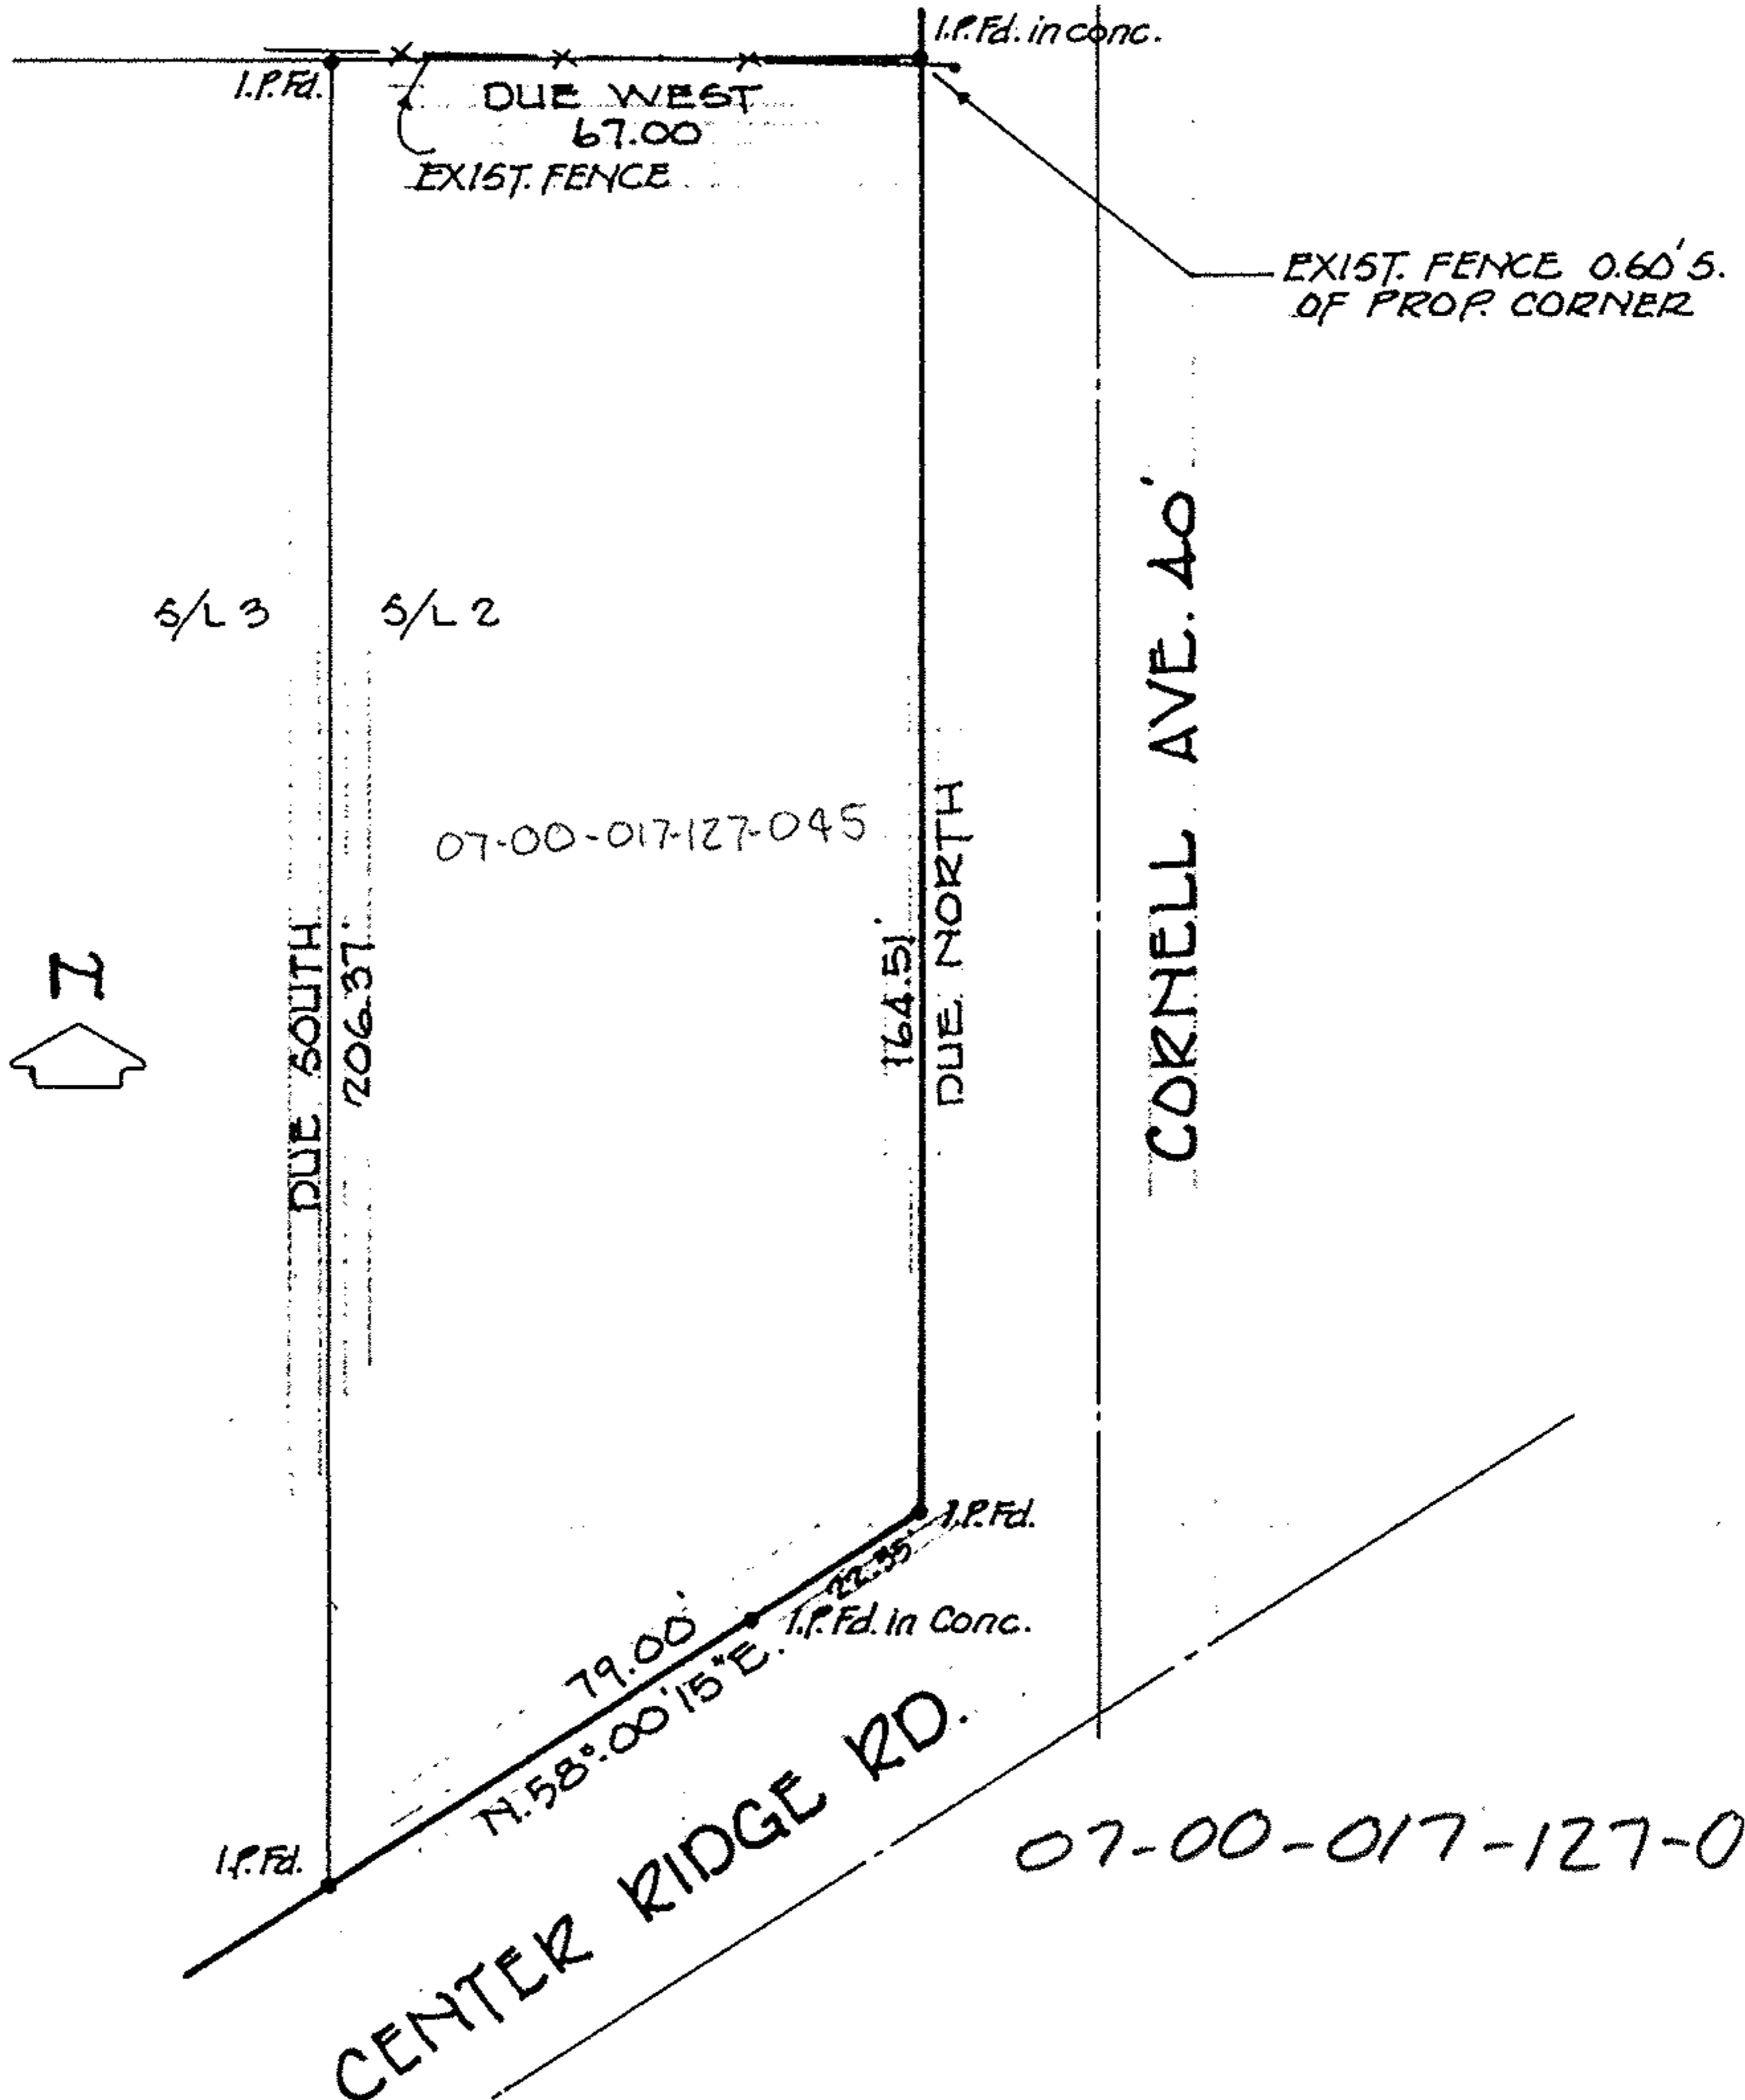 I.P. Fd. in conc.
I.P. Fd.
DUE WEST
67.00
EXIST. FENCE
EXIST. FENCE 0.60' S.
OF PROP. CORNER
S/L 3
S/L 2
CORNELL AVE. 40'
07-00-017-127-045
DUE NORTH
164.51'
N
DUE SOUTH
206.37'
I.P. Fd.
22.35'
I.P. Fd. in Conc.
79.00'
N.58°-00'15"E.
CENTER RIDGE RD.
07-00-017-127-0
I.P. Fd.